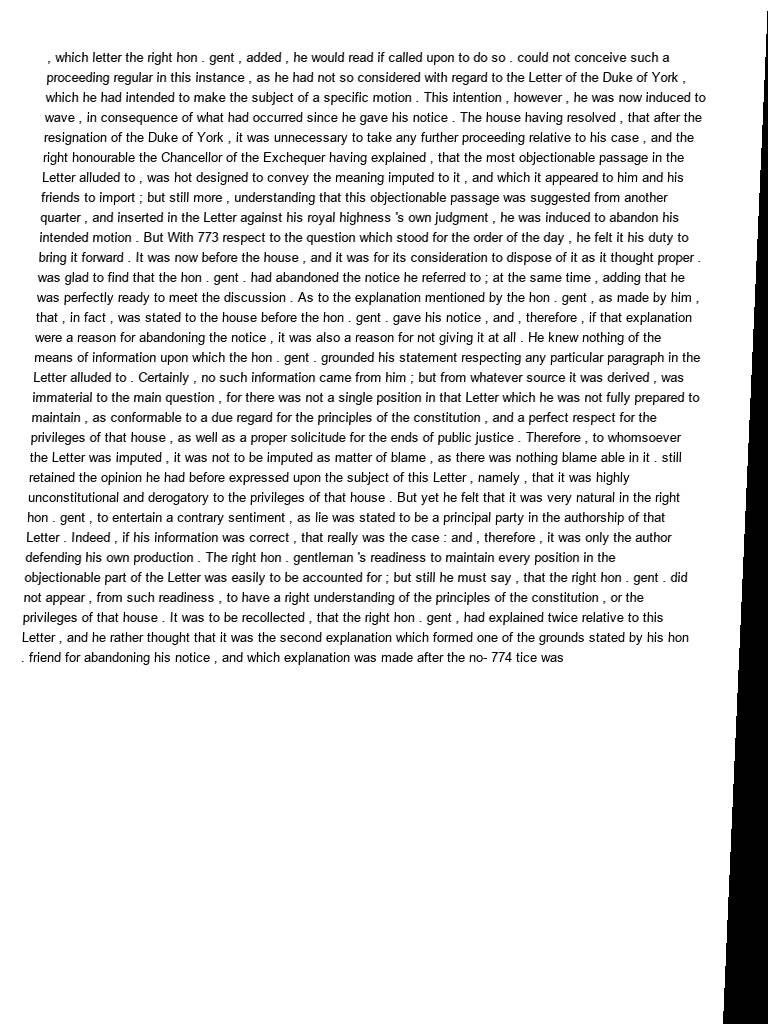 , which letter the right hon . gent , added , he would read if called upon to do so . could not conceive such a
proceeding regular in this instance , as he had not so considered with regard to the Letter of the Duke of York ,
which he had intended to make the subject of a specific motion . This intention , however , he was now induced to
wave , in consequence of what had occurred since he gave his notice . The house having resolved , that after the
resignation of the Duke of York , it was unnecessary to take any further proceeding relative to his case , and the
right honourable the Chancellor of the Exchequer having explained , that the most objectionable passage in the
Letter alluded to , was hot designed to convey the meaning imputed to it , and which it appeared to him and his
friends to import ; but still more , understanding that this objectionable passage was suggested from another
quarter , and inserted in the Letter against his royal highness 's own judgment , he was induced to abandon his
intended motion . But With 773 respect to the question which stood for the order of the day , he felt it his duty to
bring it forward . It was now before the house , and it was for its consideration to dispose of it as it thought proper .
was glad to find that the hon . gent . had abandoned the notice he referred to ; at the same time , adding that he
was perfectly ready to meet the discussion . As to the explanation mentioned by the hon . gent , as made by him ,
that , in fact , was stated to the house before the hon . gent . gave his notice , and , therefore , if that explanation
were a reason for abandoning the notice , it was also a reason for not giving it at all . He knew nothing of the
means of information upon which the hon . gent . grounded his statement respecting any particular paragraph in the
Letter alluded to . Certainly , no such information came from him ; but from whatever source it was derived , was
immaterial to the main question , for there was not a single position in that Letter which he was not fully prepared to
maintain , as conformable to a due regard for the principles of the constitution , and a perfect respect for the
privileges of that house , as well as a proper solicitude for the ends of public justice . Therefore , to whomsoever
the Letter was imputed , it was not to be imputed as matter of blame , as there was nothing blame able in it . still
retained the opinion he had before expressed upon the subject of this Letter , namely , that it was highly
unconstitutional and derogatory to the privileges of that house . But yet he felt that it was very natural in the right
hon . gent , to entertain a contrary sentiment , as lie was stated to be a principal party in the authorship of that
Letter . Indeed , if his information was correct , that really was the case : and , therefore , it was only the author
defending his own production . The right hon . gentleman 's readiness to maintain every position in the
objectionable part of the Letter was easily to be accounted for ; but still he must say , that the right hon . gent . did
not appear , from such readiness , to have a right understanding of the principles of the constitution , or the
privileges of that house . It was to be recollected , that the right hon . gent , had explained twice relative to this
Letter , and he rather thought that it was the second explanation which formed one of the grounds stated by his hon
. friend for abandoning his notice , and which explanation was made after the no- 774 tice was